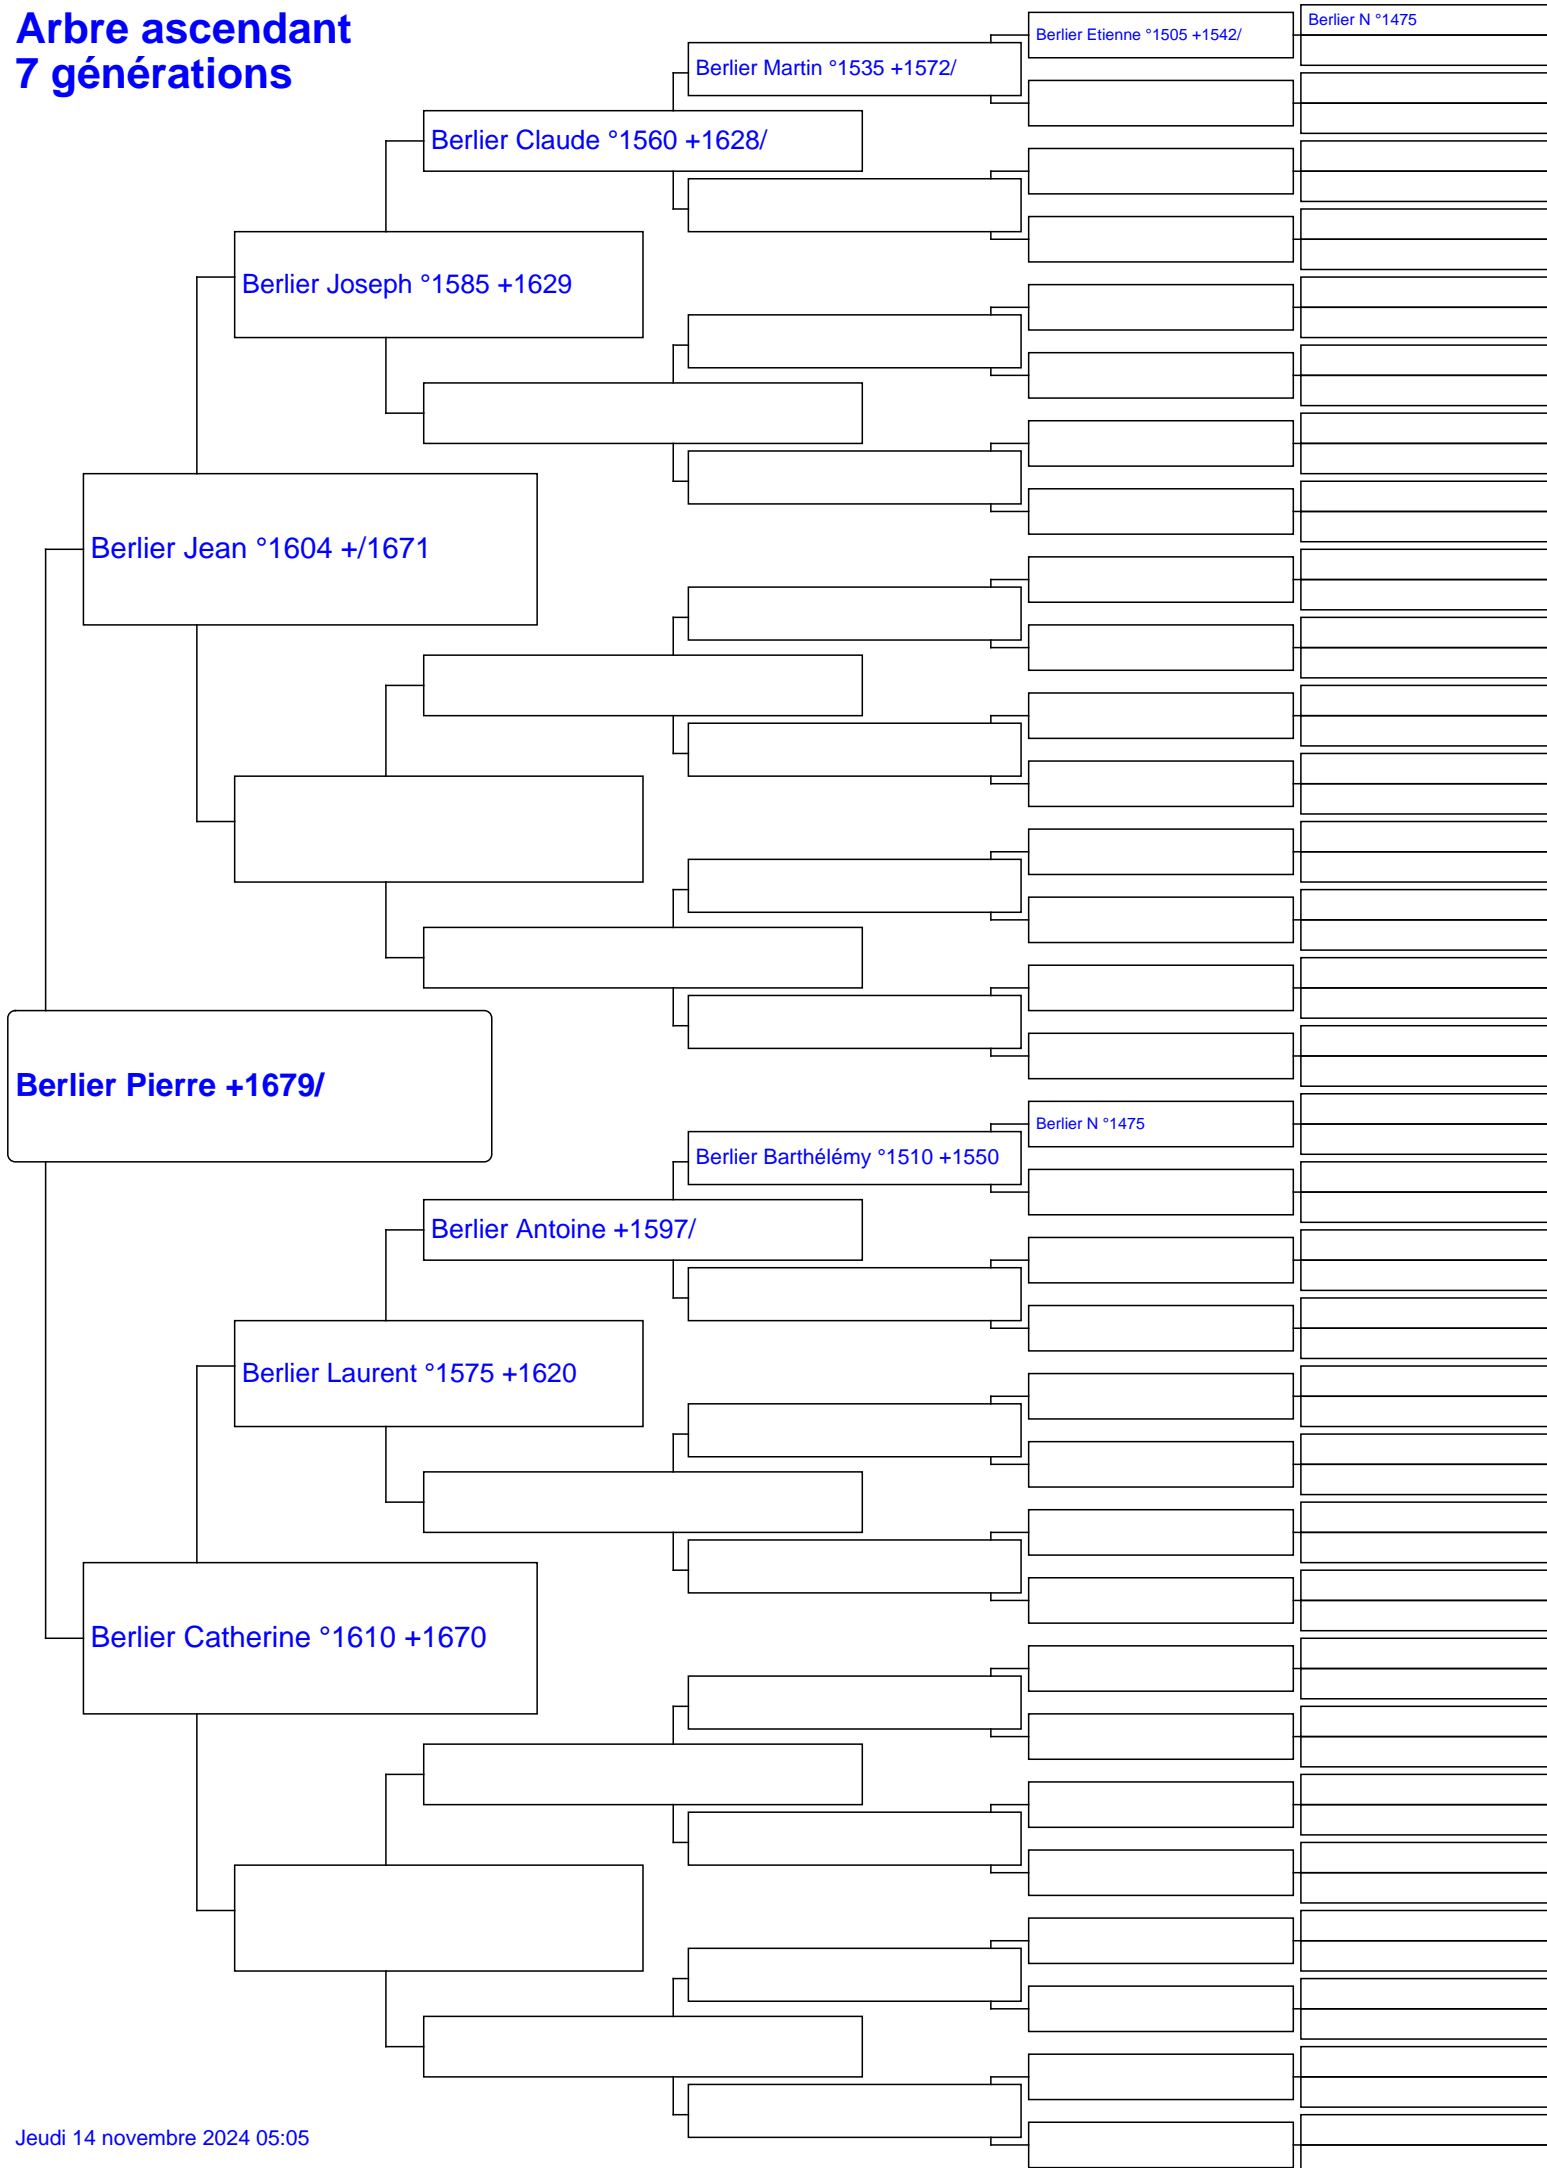 Arbre ascendant
7 générations
Berlier N °1475
Berlier Etienne °1505 +1542/
Berlier Martin °1535 +1572/
Berlier Claude °1560 +1628/
Berlier Joseph °1585 +1629
Berlier Jean °1604 +/1671
Berlier Pierre +1679/
Berlier N °1475
Berlier Barthélémy °1510 +1550
Berlier Antoine +1597/
Berlier Laurent °1575 +1620
Berlier Catherine °1610 +1670
Jeudi 14 novembre 2024 05:05